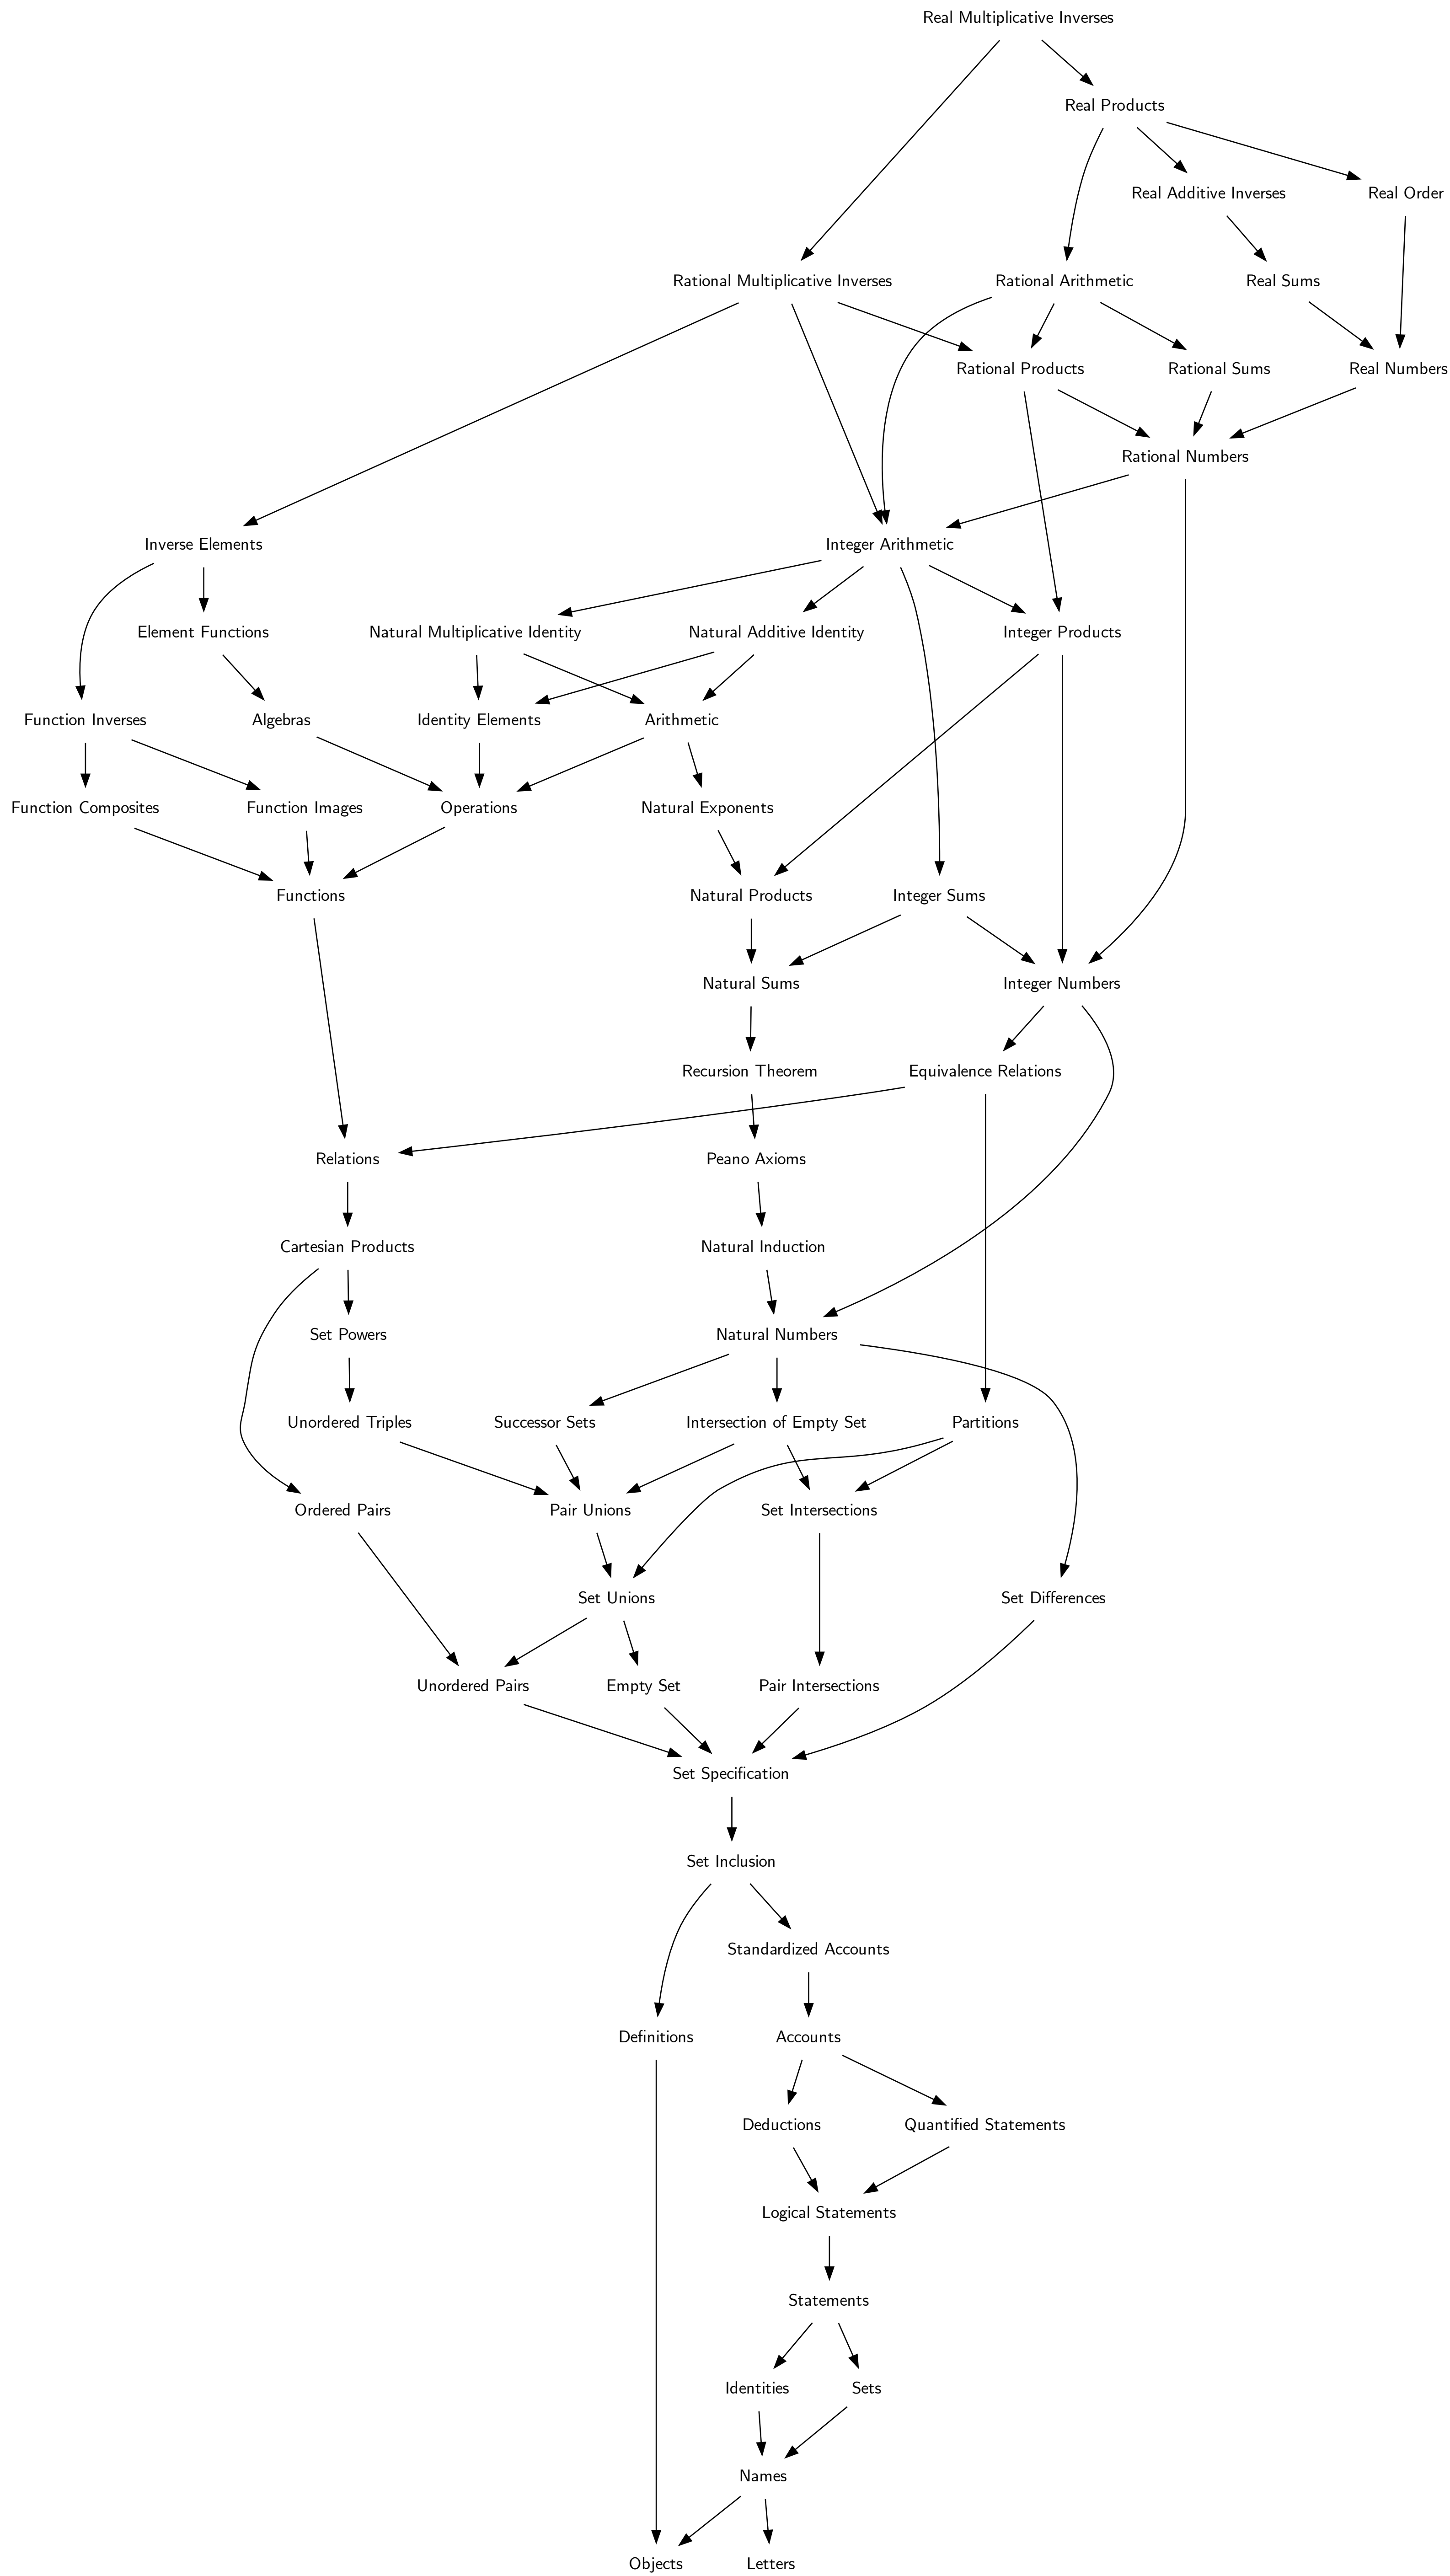 Real Multiplicative Inverses
Real Products
Real Additive Inverses
Real Order
Rational Multiplicative Inverses
Rational Arithmetic
Real Sums
Rational Products
Rational Sums
Real Numbers
Rational Numbers
Inverse Elements
Integer Arithmetic
Element Functions
Natural Multiplicative Identity
Natural Additive Identity
Integer Products
Function Inverses
Algebras
Identity Elements
Arithmetic
Function Composites
Function Images
Operations
Natural Exponents
Functions
Natural Products
Integer Sums
Natural Sums
Integer Numbers
Recursion Theorem
Equivalence Relations
Relations
Peano Axioms
Cartesian Products
Natural Induction
Set Powers
Natural Numbers
Unordered Triples
Successor Sets
Intersection of Empty Set
Partitions
Ordered Pairs
Pair Unions
Set Intersections
Set Unions
Set Differences
Unordered Pairs
Empty Set
Pair Intersections
Set Specification
Set Inclusion
Standardized Accounts
Definitions
Accounts
Deductions
Quantified Statements
Logical Statements
Statements
Identities
Sets
Names
Objects
Letters